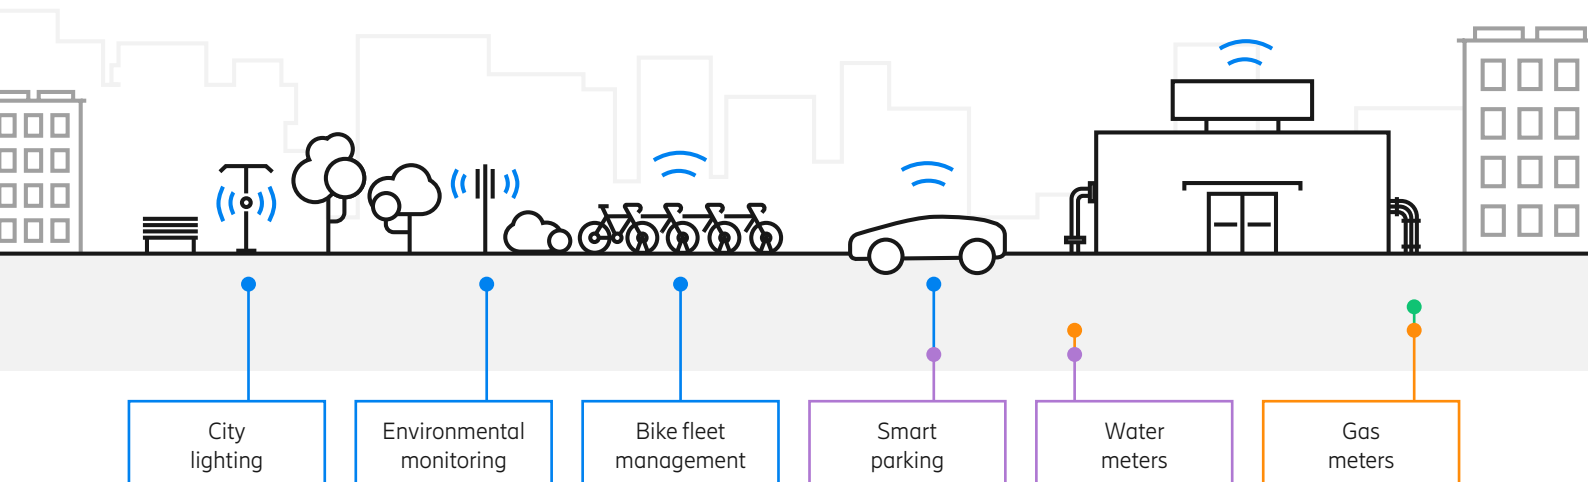 City
lighting
Environmental
monitoring
Bike fleet
management
Smart
parking
Water
meters
Gas
meters